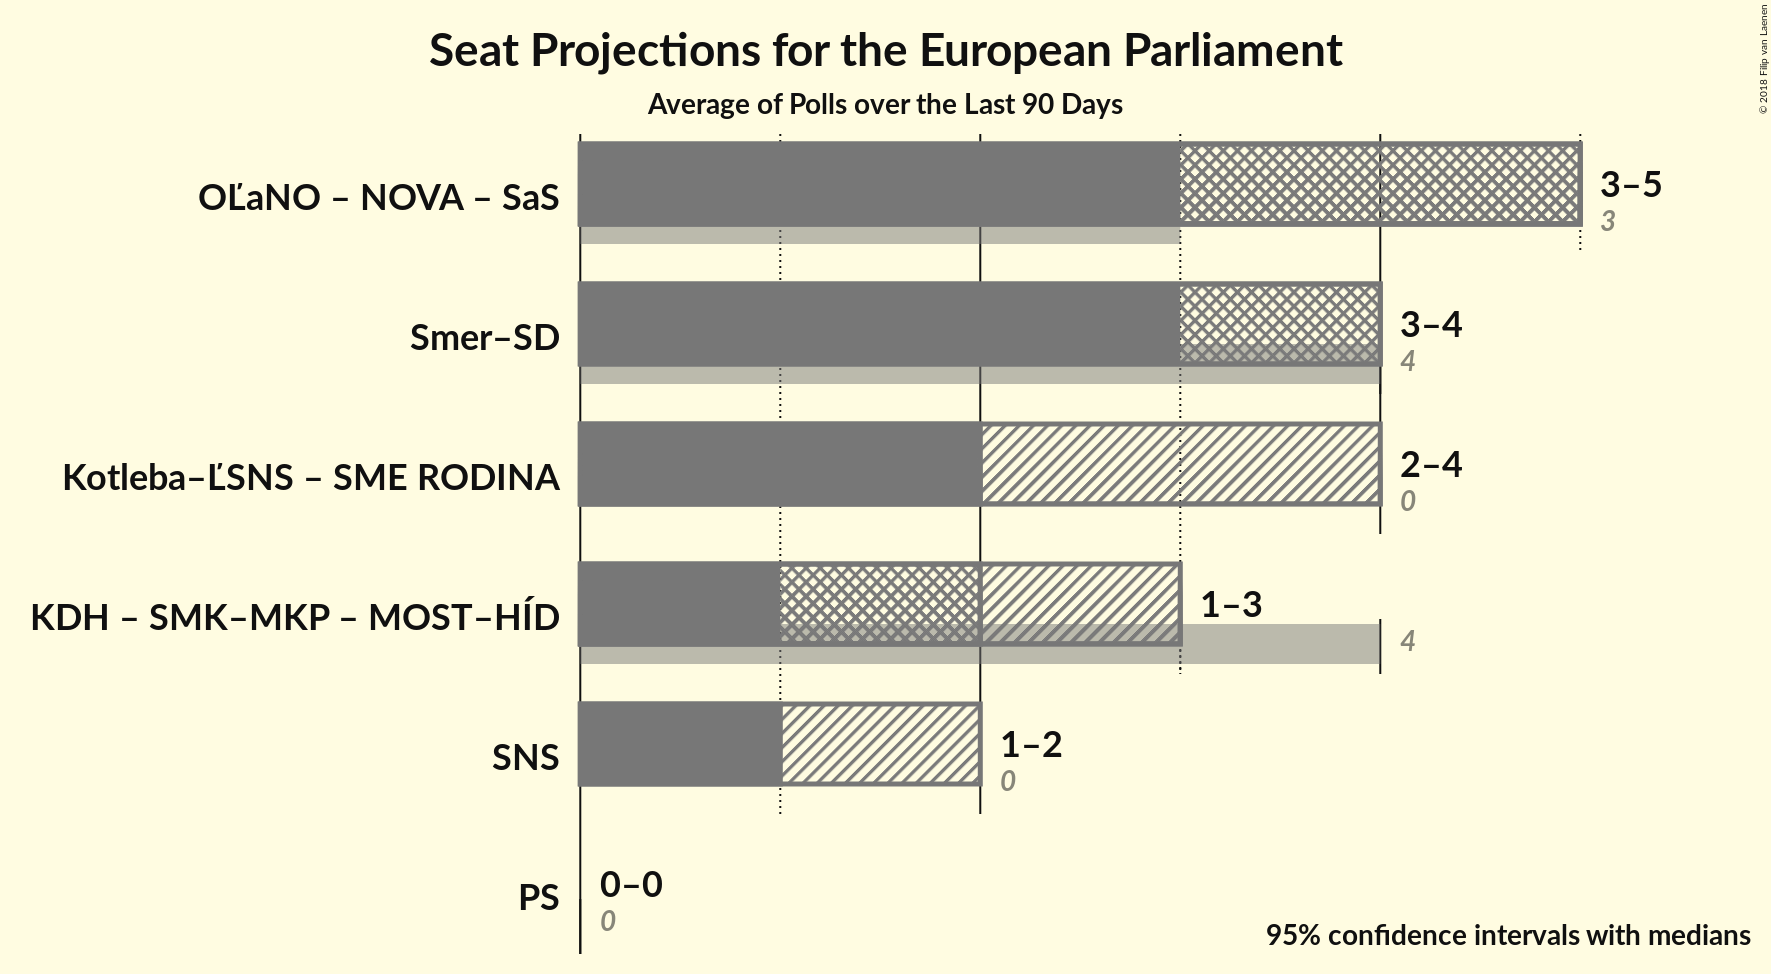 Seat Projections for the European Parliament
Average of Polls over the Last 90 Days
© 2018 Filip van Laenen
OĽaNO – NOVA – SaS
3–5
3
Smer–SD
3–4
4
Kotleba–ĽSNS – SME RODINA
2–4
0
KDH – SMK–MKP – MOST–HÍD
1–3
4
SNS
1–2
0
PS
0–0
0
95% confidence intervals with medians